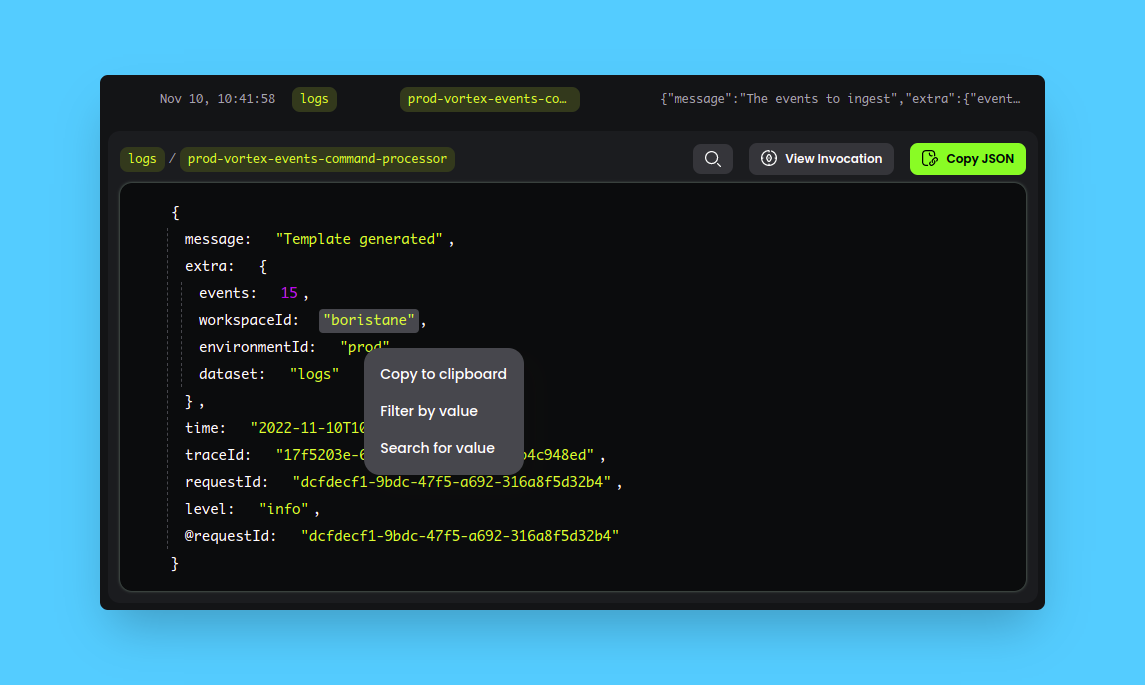 Nov 10, 10:41:58 logs prod-vortex-events-co… {"message":"The events to ingest","extra":{"event…
logs / prod-vortex-events-command-processor View Invocation Copy JSON
{
message: "Template generated" ,
extra: {
events: 15 ,
workspaceId: "boristane" ,
environmentId: "prod"
dataset: "logs"
} ,
time: "2022-11-10T10
traceId: "17f5203e-6 b4c948ed" ,
requestId: "dcfdecf1-9bdc-47f5-a692-316a8f5d32b4" ,
level: "info" ,
@requestId: "dcfdecf1-9bdc-47f5-a692-316a8f5d32b4"
}
Copy to clipboard
Filter by value
Search for value